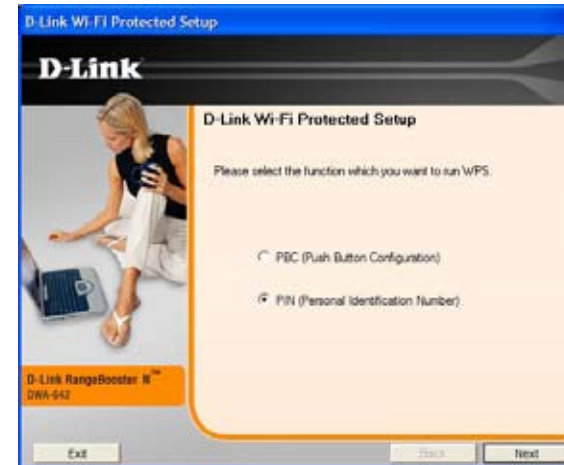 D-Link Wi-Fi Protected Setup
D-Link
D-Link Wi-Fi Protected Setup
Please select the function which you want to run WPS.
PBC (Push Button Configuration)
PIN (Personal Identification Number)
D-Link RangeBooster N™
DWA-642
Exit
Back
Next